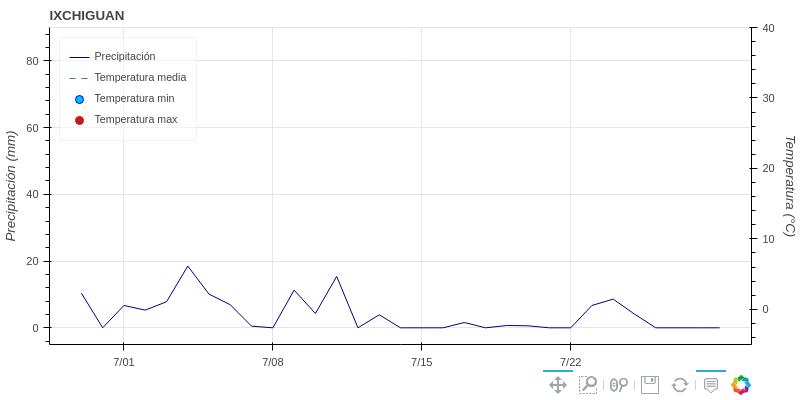 IXCHIGUAN
Precipitación
Temperatura media
Temperatura min
Temperatura max
Precipitación (mm)
80
60
40
20
0
Temperatura (°C)
40
30
20
10
0
7/01
7/08
7/15
7/22